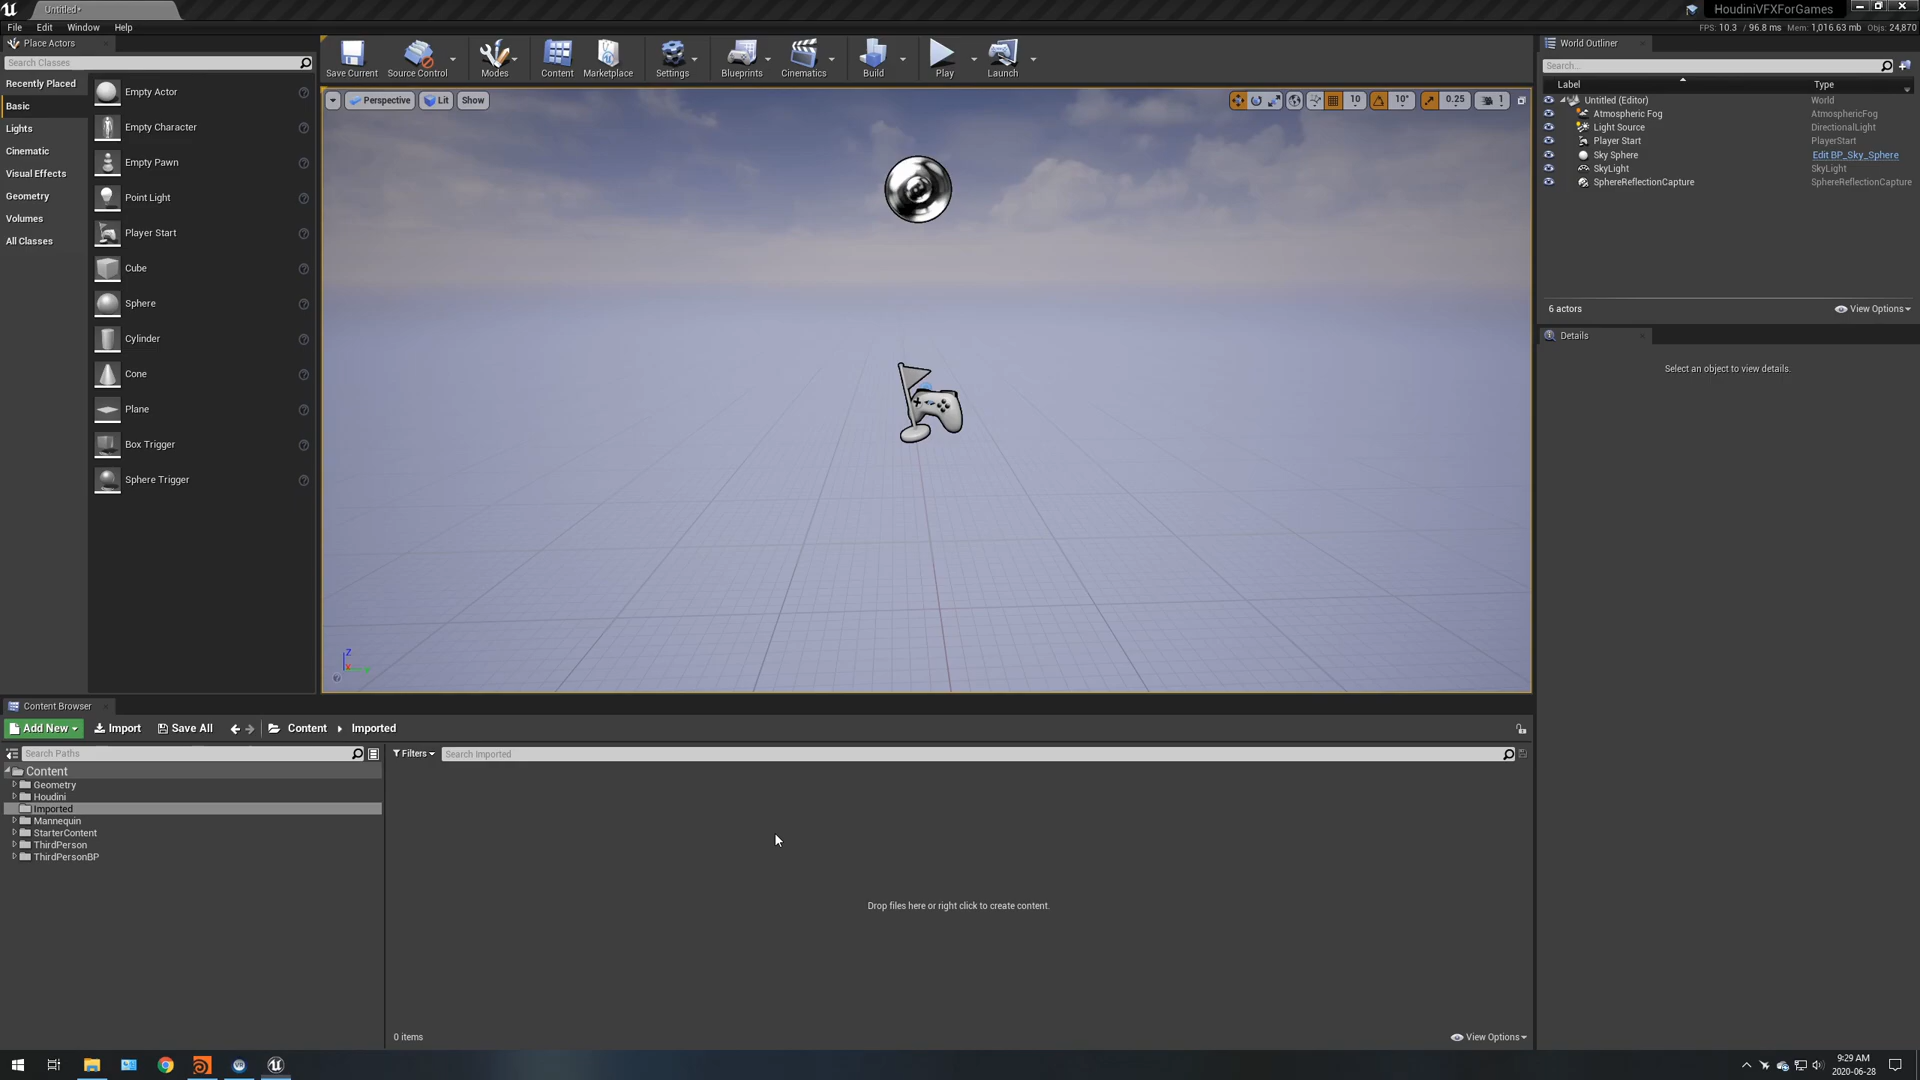 Untitled•
HoudiniVFXForGames
File Edit Window Help
FPS: 10.3 / 96.8 ms Mem: 1,016.63 mb Objs: 24,870
Place Actors
Search Classes
Recently Placed
Basic
Lights
Cinematic
Visual Effects
Geometry
Volumes
All Classes
Empty Actor
Empty Character
Empty Pawn
Point Light
Player Start
Cube
Sphere
Cylinder
Cone
Plane
Box Trigger
Sphere Trigger
Save Current Source Control Modes Content Marketplace Settings Blueprints Cinematics Build Play Launch
Perspective Lit Show
10 10° 0.25 1
Z
World Outliner
Search...
Label Type
Untitled (Editor) World
Atmospheric Fog AtmosphericFog
Light Source DirectionalLight
Player Start PlayerStart
Sky Sphere Edit BP_Sky_Sphere
SkyLight SkyLight
SphereReflectionCapture SphereReflectionCapture
6 actors View Options
Details
Select an object to view details.
Content Browser
Add New Import Save All Content Imported
Search Paths
Filters Search Imported
Content
Geometry
Houdini
Imported
Mannequin
StarterContent
ThirdPerson
ThirdPersonBP
Drop files here or right click to create content.
0 items View Options
9:29 AM
2020-06-28